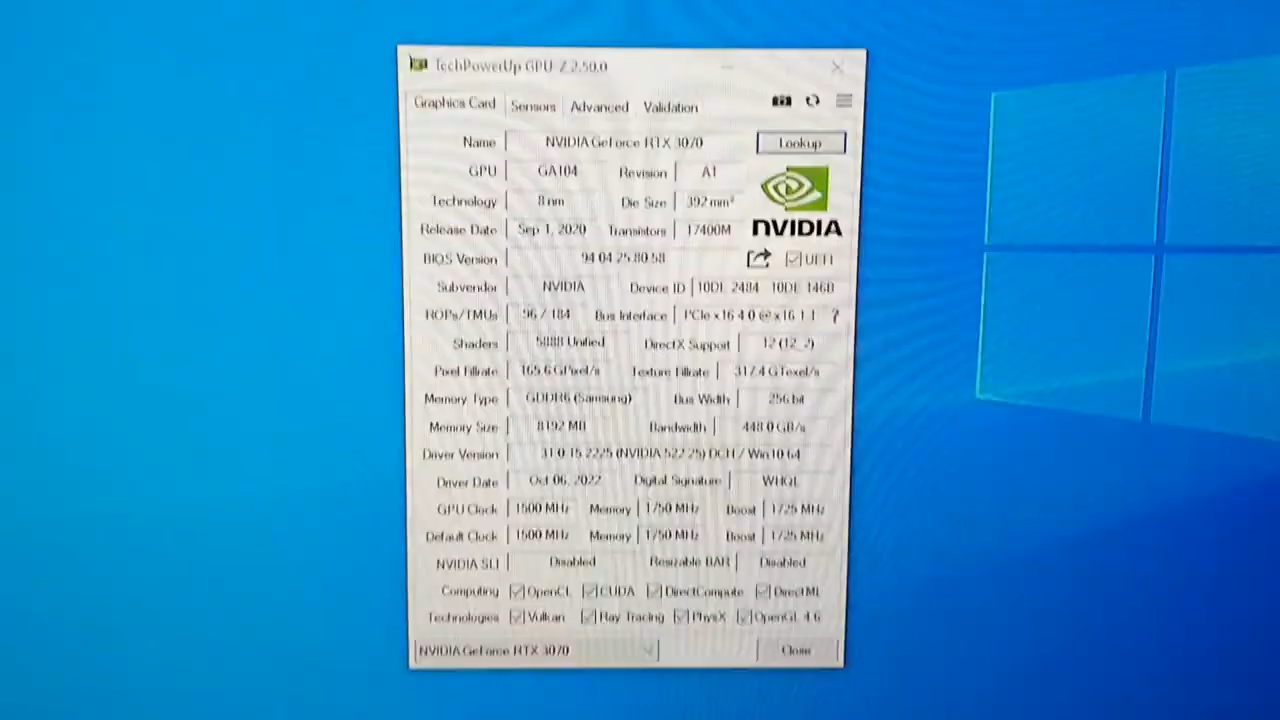 TechPowerUp GPU-Z 2.50.0
Graphics Card Sensors Advanced Validation
Name NVIDIA GeForce RTX 3070 Lookup
GPU GA104 Revision A1
Technology 8 nm Die Size 392 mm²
Release Date Sep 1, 2020 Transistors 17400M
NVIDIA
BIOS Version 94.04.25.80.58 UEFI
Subvendor NVIDIA Device ID 10DE 2484 10DE 146B
ROPs/TMUs 96 / 184 Bus Interface PCIe x16 4.0 @ x16 1.1 ?
Shaders 5888 Unified DirectX Support 12 (12_2)
Pixel Fillrate 165.6 GPixel/s Texture Fillrate 317.4 GTexel/s
Memory Type GDDR6 (Samsung) Bus Width 256 bit
Memory Size 8192 MB Bandwidth 448.0 GB/s
Driver Version 31.0.15.2225 (NVIDIA 522.25) DCH / Win10 64
Driver Date Oct 06, 2022 Digital Signature WHQL
GPU Clock 1500 MHz Memory 1750 MHz Boost 1725 MHz
Default Clock 1500 MHz Memory 1750 MHz Boost 1725 MHz
NVIDIA SLI Disabled Resizable BAR Disabled
Computing OpenCL CUDA DirectCompute DirectML
Technologies Vulkan Ray Tracing PhysX OpenGL 4.6
NVIDIA GeForce RTX 3070 Close